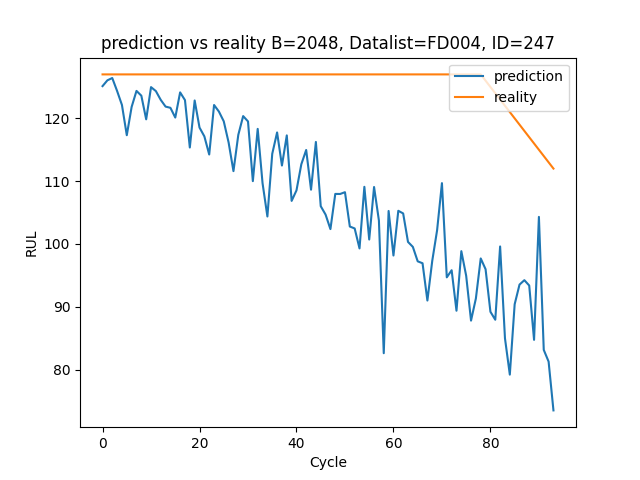 prediction vs reality B=2048, Datalist=FD004, ID=247
prediction
reality
RUL
120
110
100
90
80
0
20
40
60
80
Cycle